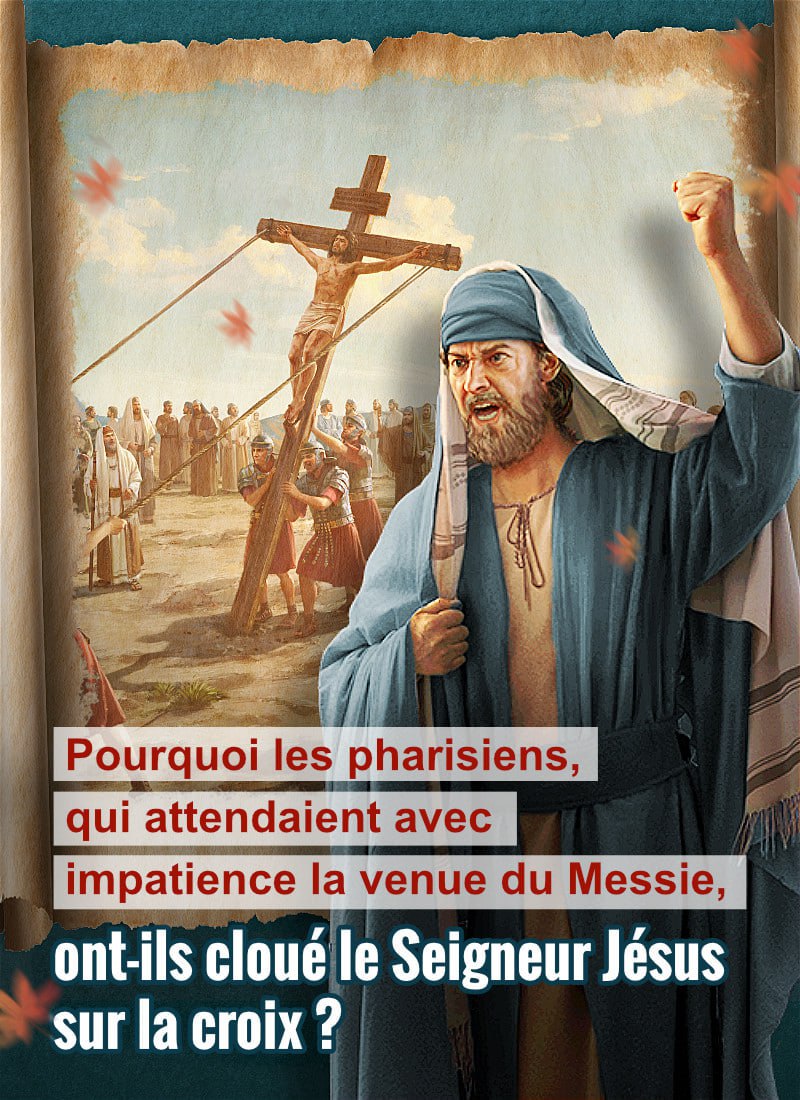 Pourquoi les pharisiens,
qui attendaient avec
impatience la venue du Messie,
ont-ils cloué le Seigneur Jésus
sur la croix ?